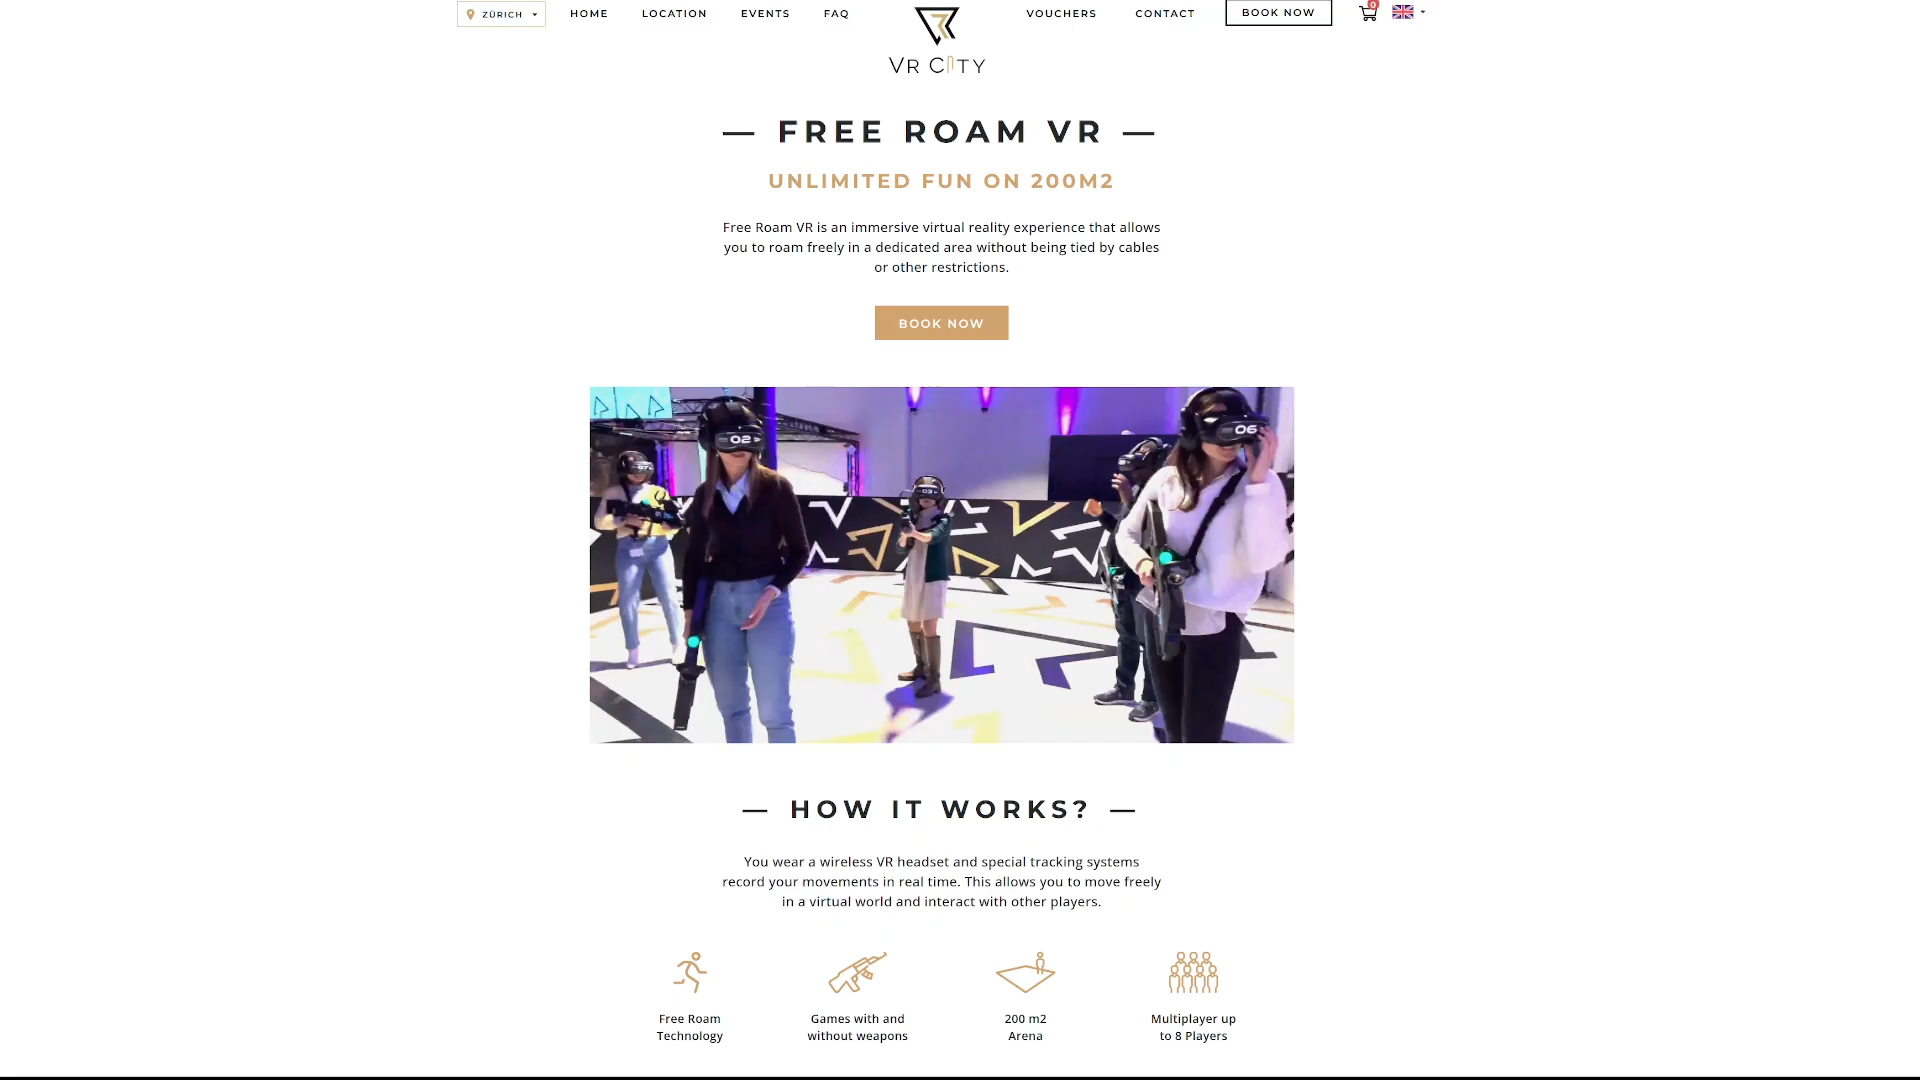 ZÜRICH
HOME
LOCATION
EVENTS
FAQ
VR CITY
VOUCHERS
CONTACT
BOOK NOW
0
— FREE ROAM VR —
UNLIMITED FUN ON 200M2
Free Roam VR is an immersive virtual reality experience that allows
you to roam freely in a dedicated area without being tied by cables
or other restrictions.
BOOK NOW
02
03
06
— HOW IT WORKS? —
You wear a wireless VR headset and special tracking systems
record your movements in real time. This allows you to move freely
in a virtual world and interact with other players.
Free Roam
Technology
Games with and
without weapons
200 m2
Arena
Multiplayer up
to 8 Players